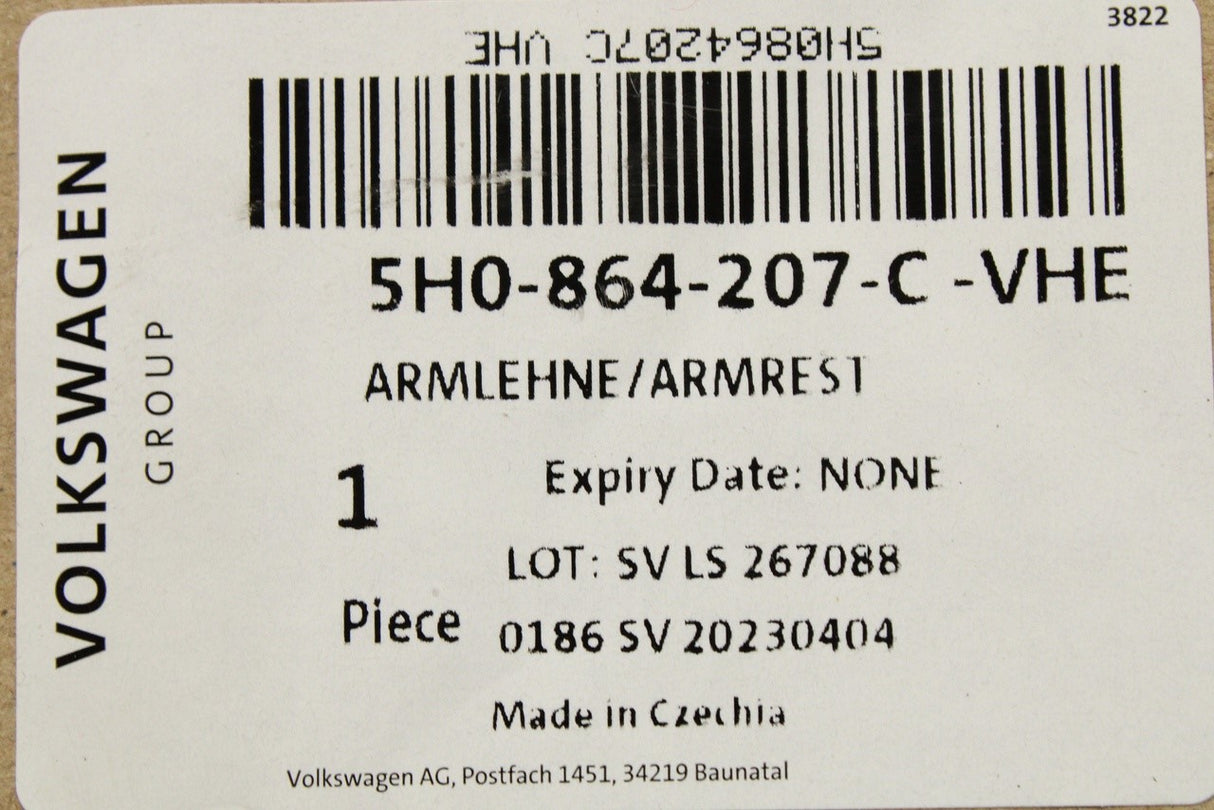 3822
5H0864207C VHE
5H0-864-207-C -VHE
ARMLEHNE/ARMREST
1
Piece
Expiry Date: NONE
LOT: SV LS 267088
0186 SV 20230404
Made in Czechia
Volkswagen AG, Postfach 1451, 34219 Baunatal
VOLKSWAGEN
GROUP